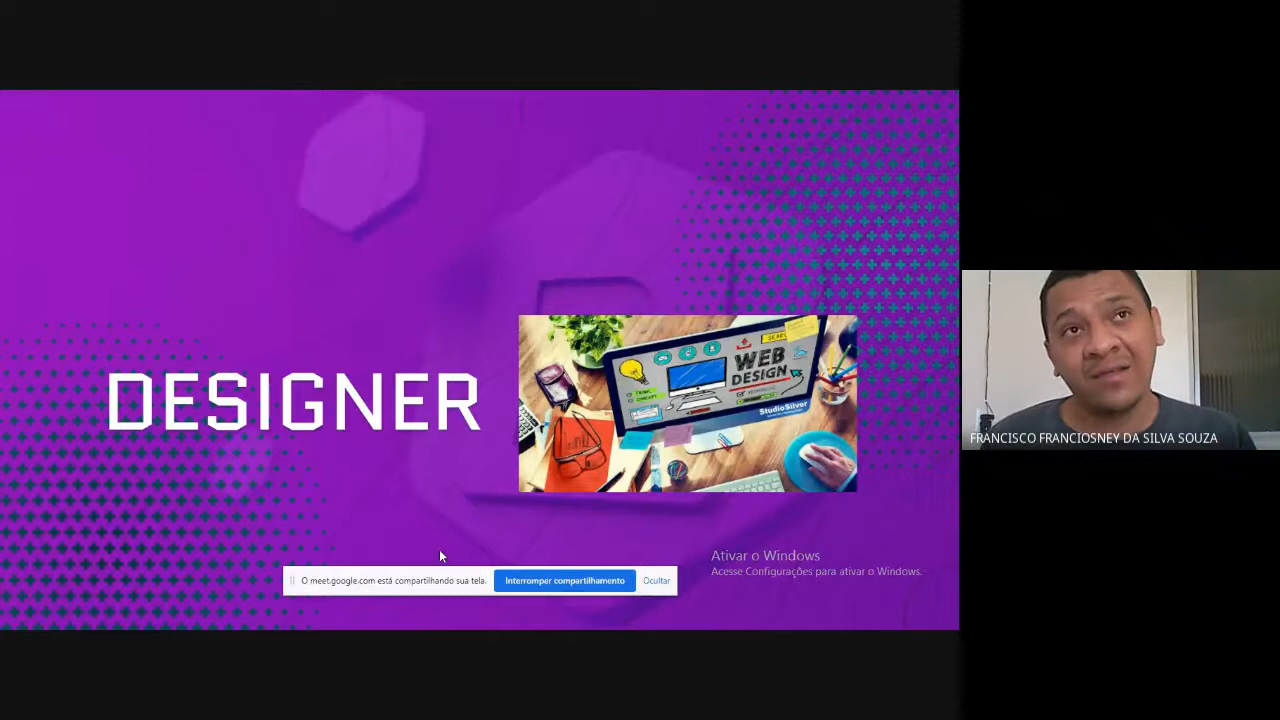 DESIGNER
WEB
DESIGN
StudioSilver
FRANCISCO FRANCIOSNEY DA SILVA SOUZA
Ativar o Windows
Acesse Configurações para ativar o Windows.
O meet.google.com está compartilhando sua tela.
Interromper compartilhamento
Ocultar